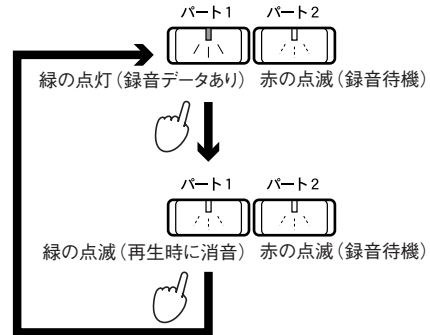 パート1 パート2
緑の点灯(録音データあり) 赤の点滅(録音待機)
パート1 パート2
緑の点滅(再生時に消音) 赤の点滅(録音待機)